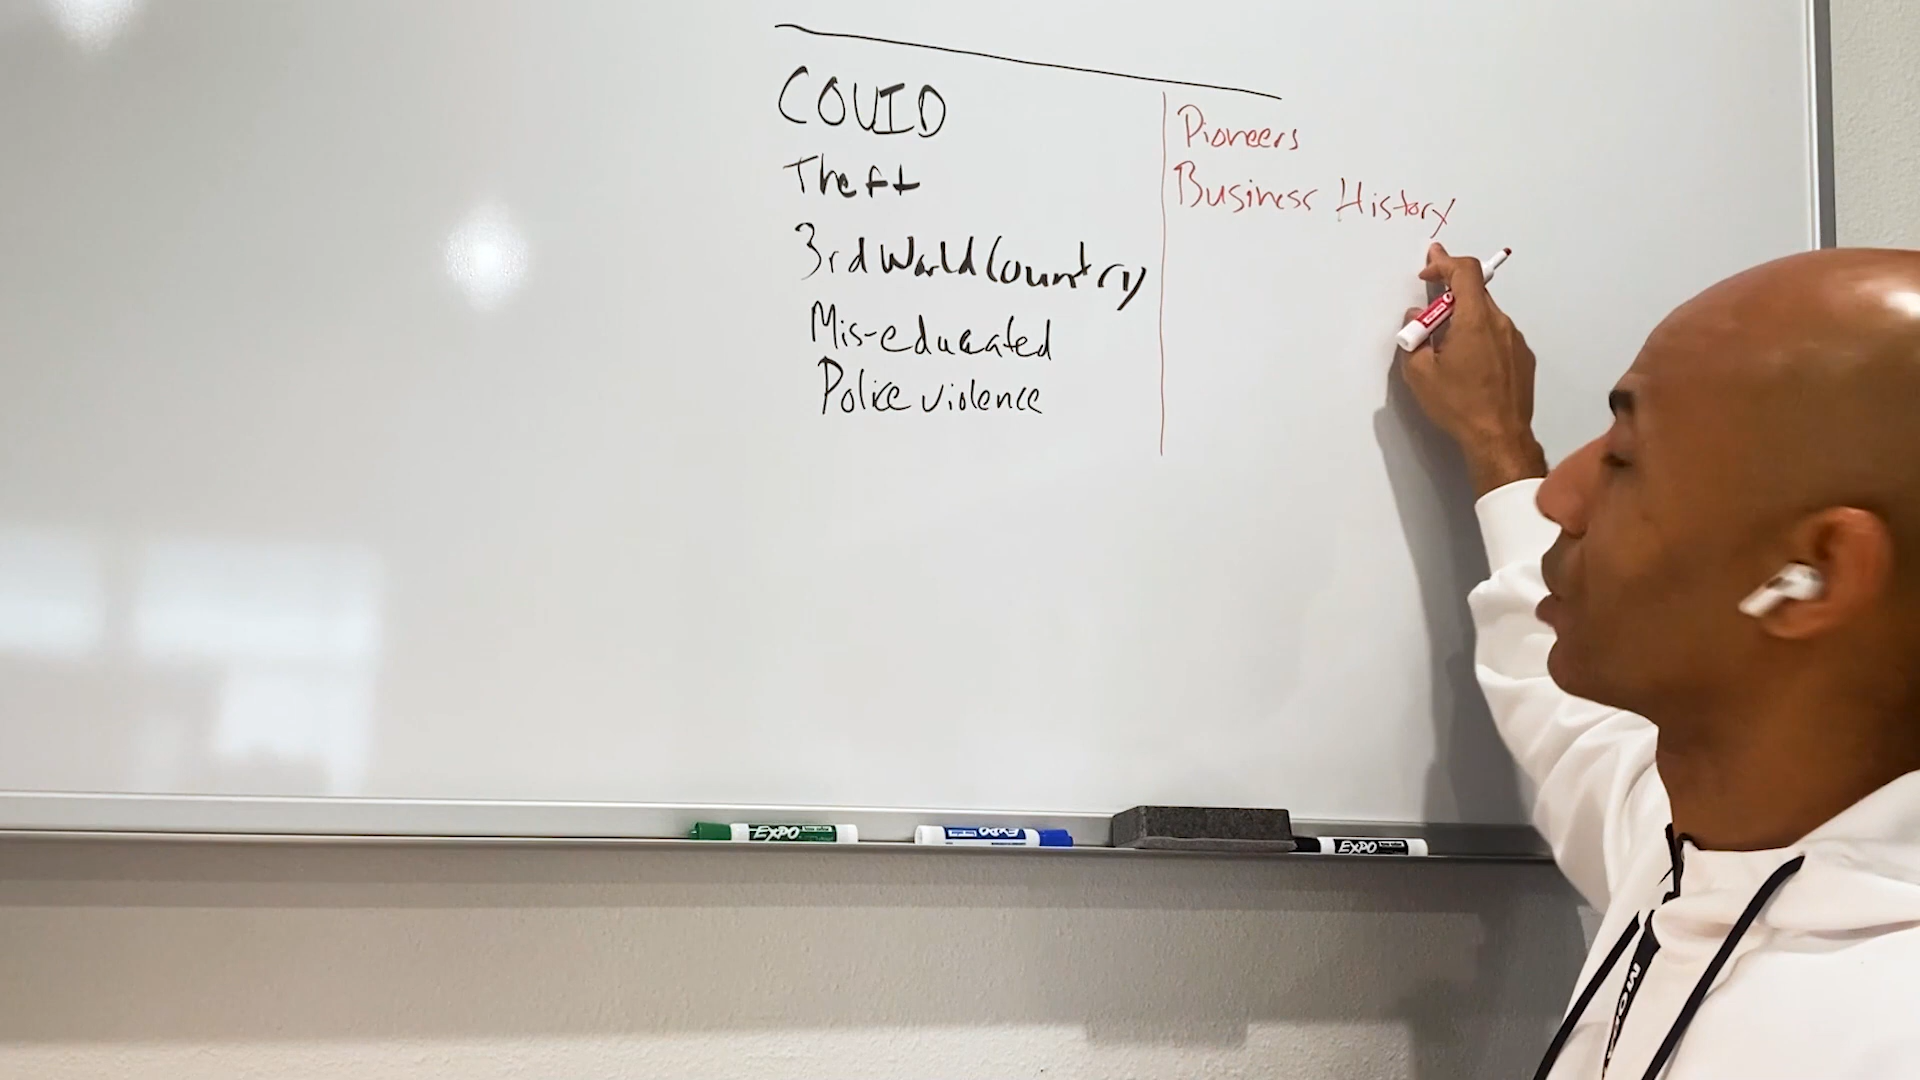 COVID
Theft
3rd World Country
Mis-educated
Police violence
Pioneers
Business History
EXPO
EXPO
EXPO